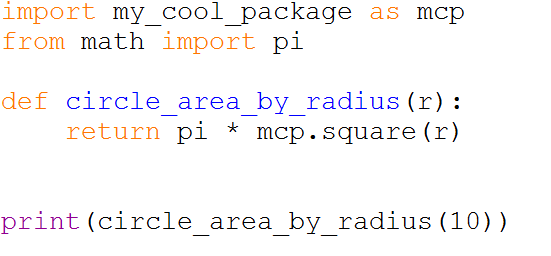 import my_cool_package as mcp
from math import pi

def circle_area_by_radius(r):
    return pi * mcp.square(r)


print(circle_area_by_radius(10))